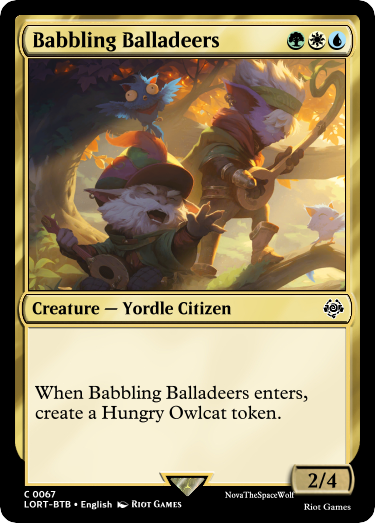 Babbling Balladeers
Creature — Yordle Citizen
When Babbling Balladeers enters,
create a Hungry Owlcat token.
2/4
C 0067
LORT-BTB • English Riot Games
NovaTheSpaceWolf
Riot Games